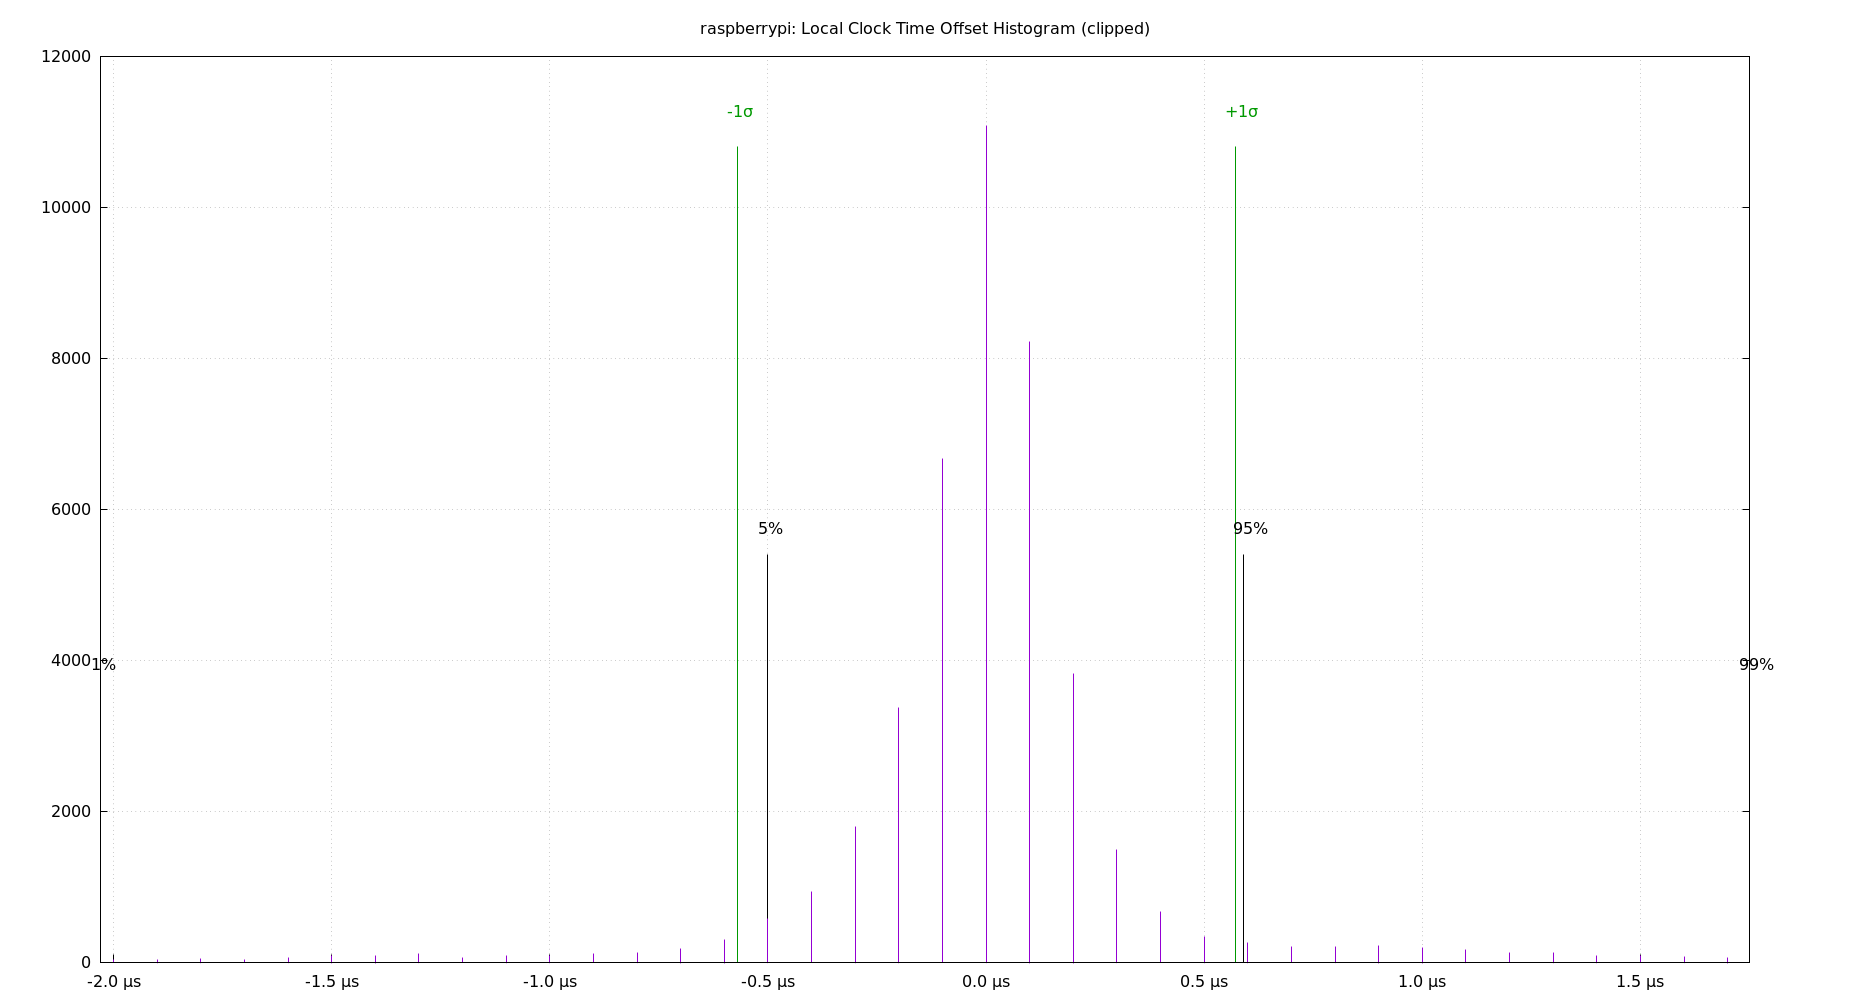 raspberrypi: Local Clock Time Offset Histogram (clipped)
12000
-1σ +1σ
10000
8000
6000
5% 95%
4000 1% 99%
2000
0
-2.0 µs -1.5 µs -1.0 µs -0.5 µs 0.0 µs 0.5 µs 1.0 µs 1.5 µs